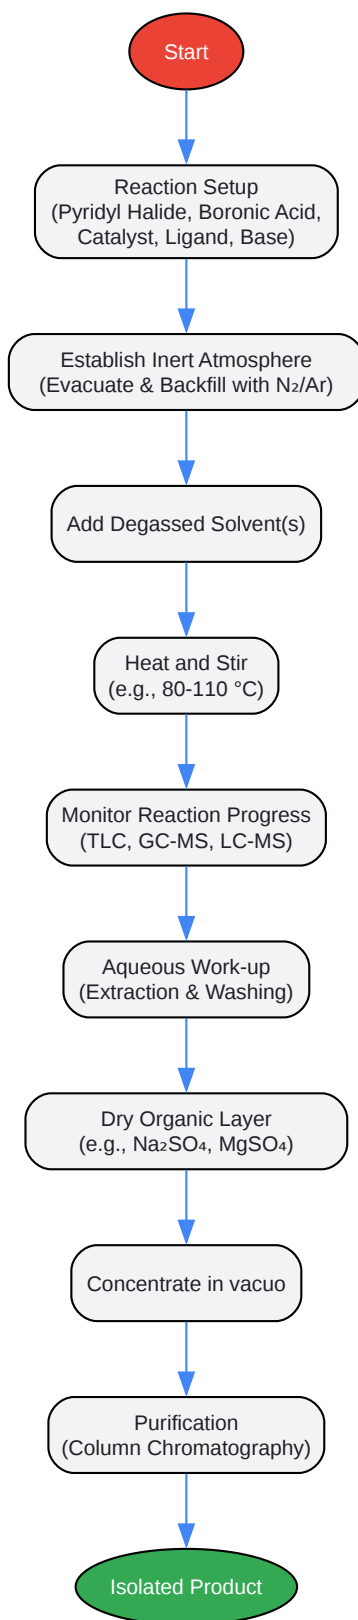 Start
Reaction Setup
(Pyridyl Halide, Boronic Acid,
Catalyst, Ligand, Base)
Establish Inert Atmosphere
(Evacuate & Backfill with N₂/Ar)
Add Degassed Solvent(s)
Heat and Stir
(e.g., 80-110 °C)
Monitor Reaction Progress
(TLC, GC-MS, LC-MS)
Aqueous Work-up
(Extraction & Washing)
Dry Organic Layer
(e.g., Na₂SO₄, MgSO₄)
Concentrate in vacuo
Purification
(Column Chromatography)
Isolated Product